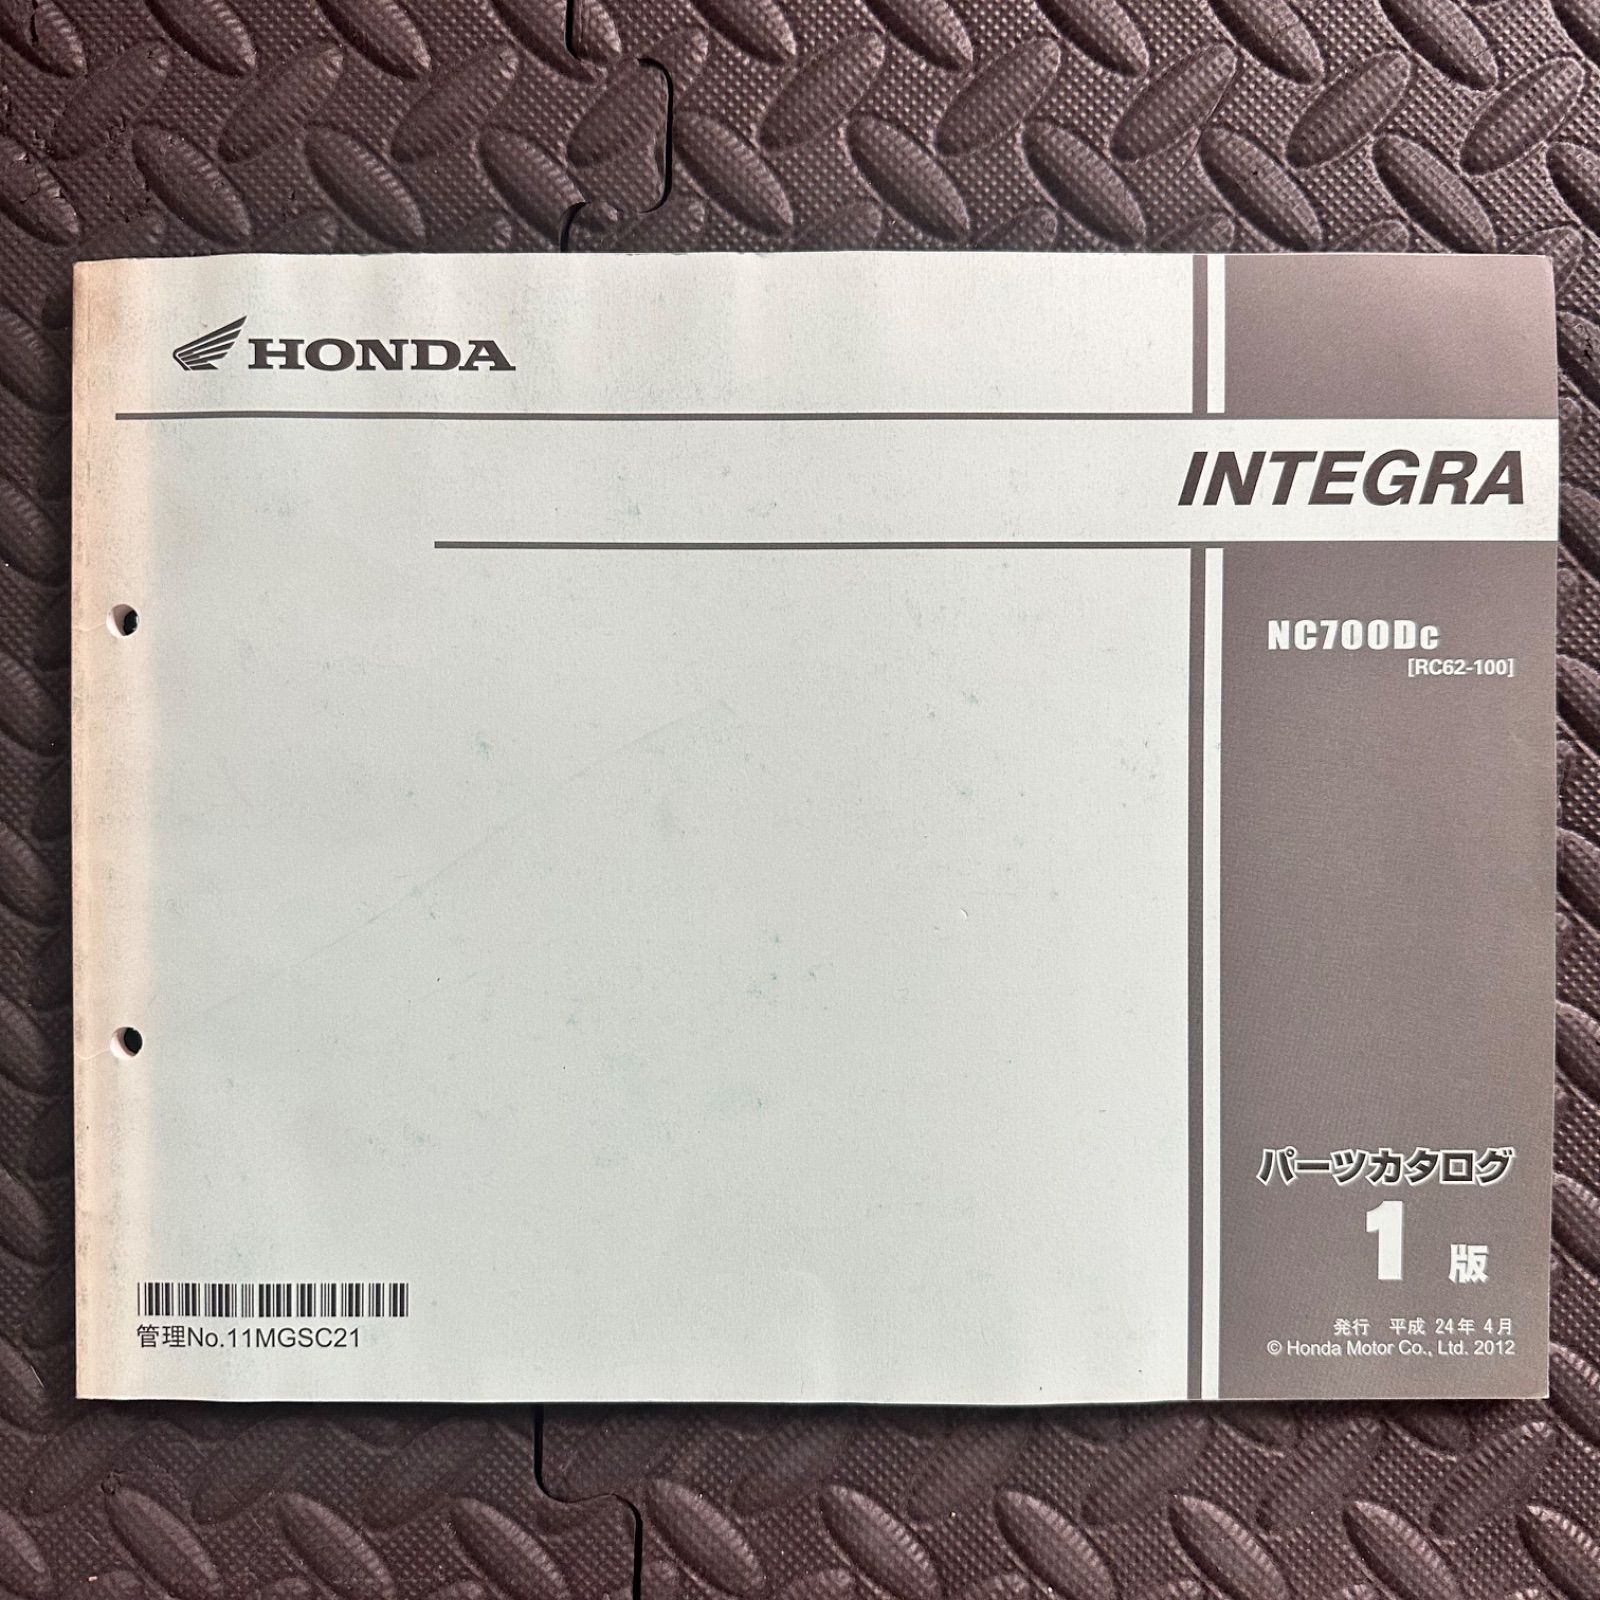 HONDA
INTEGRA
NC700DC
[RC62-100]
パーツカタログ
1 版
発行 平成 24年 4月
© Honda Motor Co., Ltd. 2012
管理No.11MGSC21